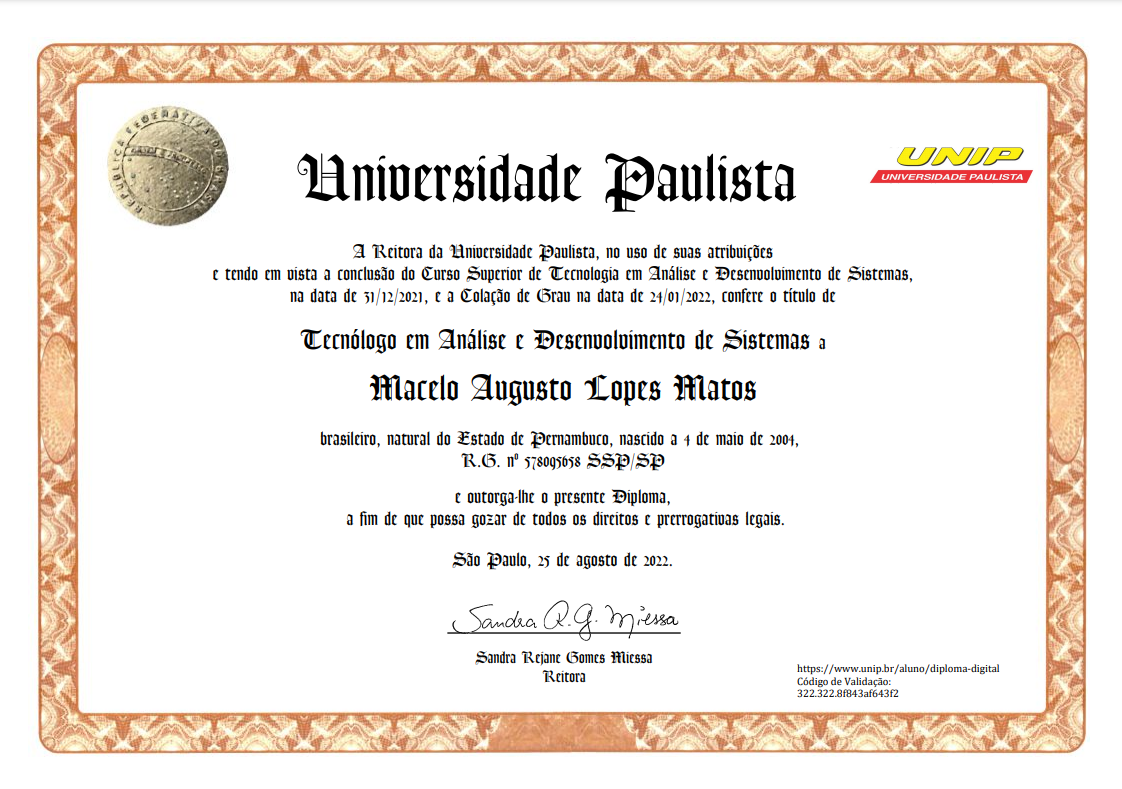 REPÚBLICA FEDERATIVA DO BRASIL
Universidade Paulista
UNIP
UNIVERSIDADE PAULISTA
A Reitora da Universidade Paulista, no uso de suas atribuições
e tendo em vista a conclusão do Curso Superior de Tecnologia em Análise e Desenvolvimento de Sistemas,
na data de 31/12/2021, e a Colação de Grau na data de 24/01/2022, confere o título de
Tecnólogo em Análise e Desenvolvimento de Sistemas a
Macelo Augusto Lopes Matos
brasileiro, natural do Estado de Pernambuco, nascido a 4 de maio de 2004,
R.G. nº 578095658 SSP/SP
e outorga-lhe o presente Diploma,
a fim de que possa gozar de todos os direitos e prerrogativas legais.
São Paulo, 25 de agosto de 2022.
Sandra R. G. Miessa
Sandra Rejane Gomes Miessa
Reitora
https://www.unip.br/aluno/diploma-digital
Código de Validação:
322.322.8f843af643f2